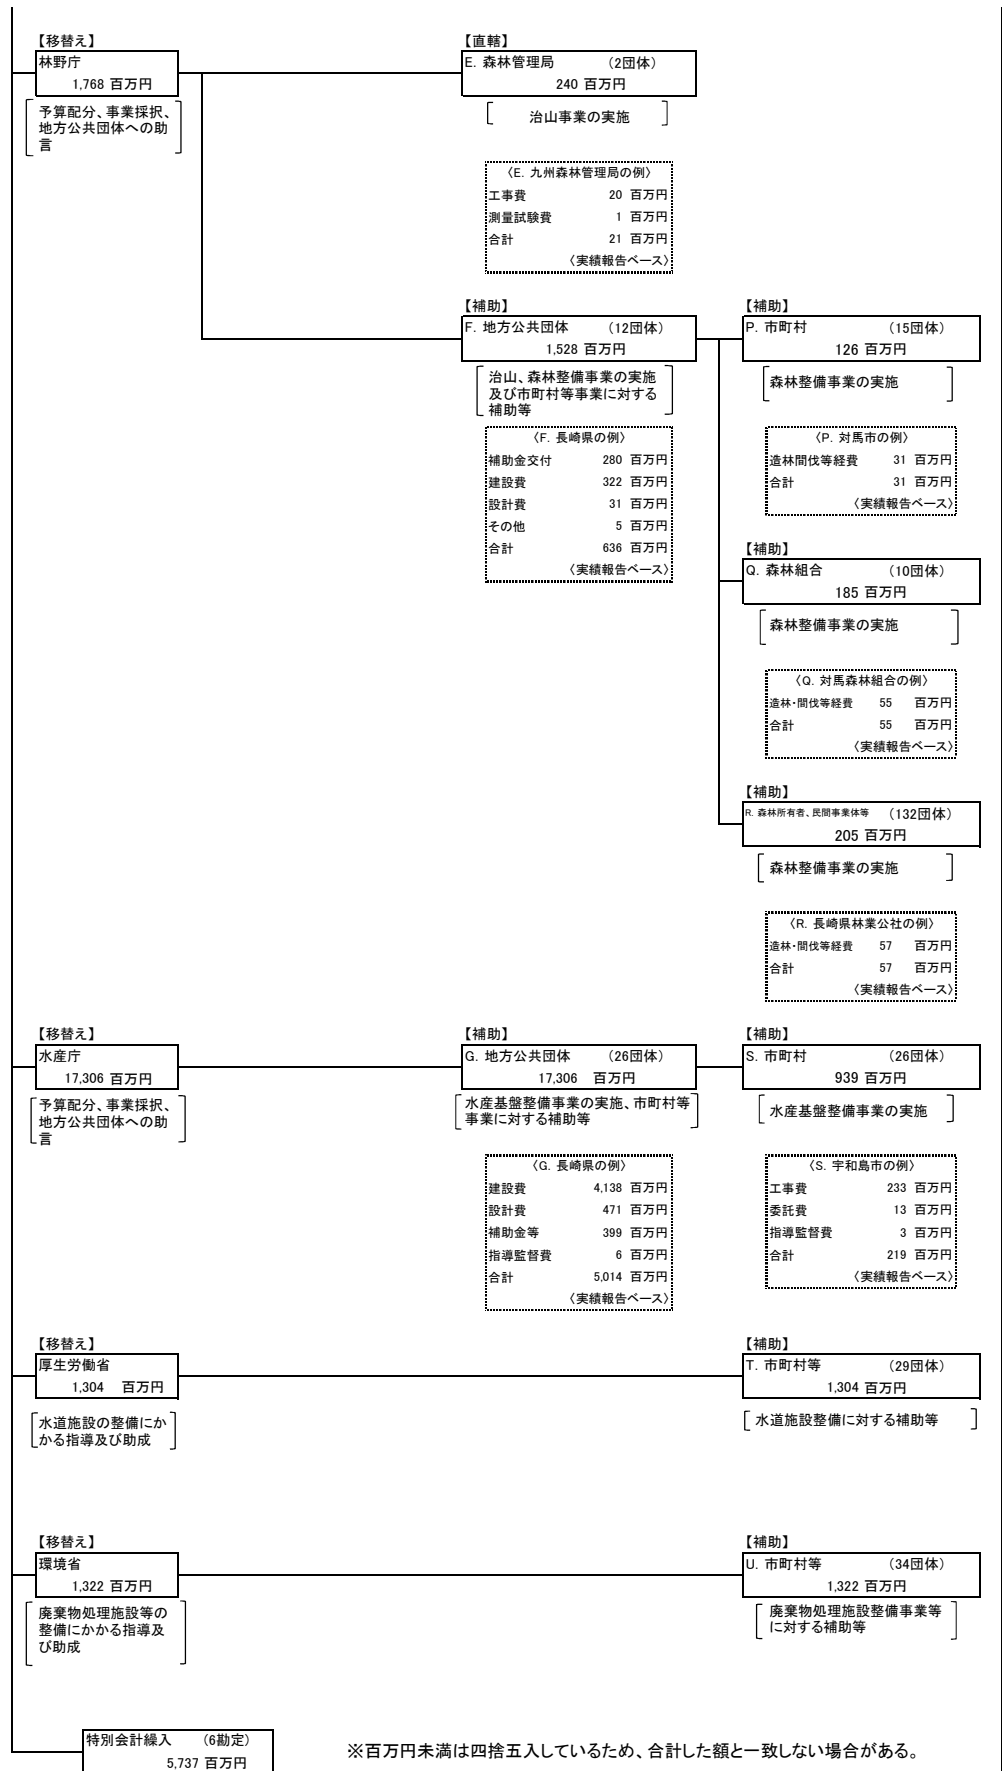 【移替え】
林野庁
1,768 百万円
予算配分、事業採択、
地方公共団体への助
言
【直轄】
E. 森林管理局 （2団体）
240 百万円
治山事業の実施
〈E. 九州森林管理局の例〉
工事費 20 百万円
測量試験費 1 百万円
合計 21 百万円
〈実績報告ベース〉
【補助】
F. 地方公共団体 （12団体）
1,528 百万円
治山、森林整備事業の実施
及び市町村等事業に対する
補助等
〈F. 長崎県の例〉
補助金交付 280 百万円
建設費 322 百万円
設計費 31 百万円
その他 5 百万円
合計 636 百万円
〈実績報告ベース〉
【補助】
P. 市町村 （15団体）
126 百万円
森林整備事業の実施
〈P. 対馬市の例〉
造林間伐等経費 31 百万円
合計 31 百万円
〈実績報告ベース〉
【補助】
Q. 森林組合 （10団体）
185 百万円
森林整備事業の実施
〈Q. 対馬森林組合の例〉
造林・間伐等経費 55 百万円
合計 55 百万円
〈実績報告ベース〉
【補助】
R. 森林所有者、民間事業体等 （132団体）
205 百万円
森林整備事業の実施
〈R. 長崎県林業公社の例〉
造林・間伐等経費 57 百万円
合計 57 百万円
〈実績報告ベース〉
【移替え】
水産庁
17,306 百万円
予算配分、事業採択、
地方公共団体への助
言
【補助】
G. 地方公共団体 （26団体）
17,306 百万円
水産基盤整備事業の実施、市町村等
事業に対する補助等
〈G. 長崎県の例〉
建設費 4,138 百万円
設計費 471 百万円
補助金等 399 百万円
指導監督費 6 百万円
合計 5,014 百万円
〈実績報告ベース〉
【補助】
S. 市町村 （26団体）
939 百万円
水産基盤整備事業の実施
〈S. 宇和島市の例〉
工事費 233 百万円
委託費 13 百万円
指導監督費 3 百万円
合計 219 百万円
〈実績報告ベース〉
【移替え】
厚生労働省
1,304 百万円
水道施設の整備にか
かる指導及び助成
【補助】
T. 市町村等 （29団体）
1,304 百万円
水道施設整備に対する補助等
【移替え】
環境省
1,322 百万円
廃棄物処理施設等の
整備にかかる指導及
び助成
【補助】
U. 市町村等 （34団体）
1,322 百万円
廃棄物処理施設整備事業等
に対する補助等
特別会計繰入 （6勘定）
5,737 百万円
※百万円未満は四捨五入しているため、合計した額と一致しない場合がある。